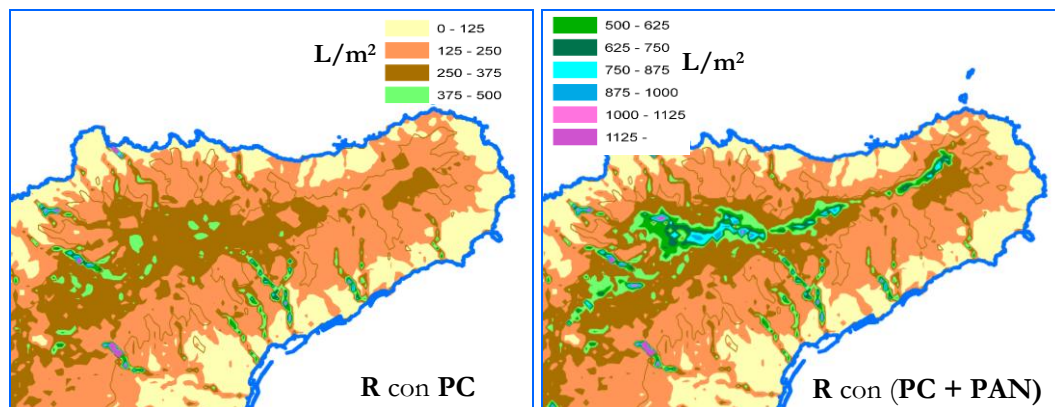 L/m²
0 - 125
125 - 250
250 - 375
375 - 500
R con PC
500 - 625
625 - 750
750 - 875
875 - 1000
1000 - 1125
1125 -
L/m²
R con (PC + PAN)